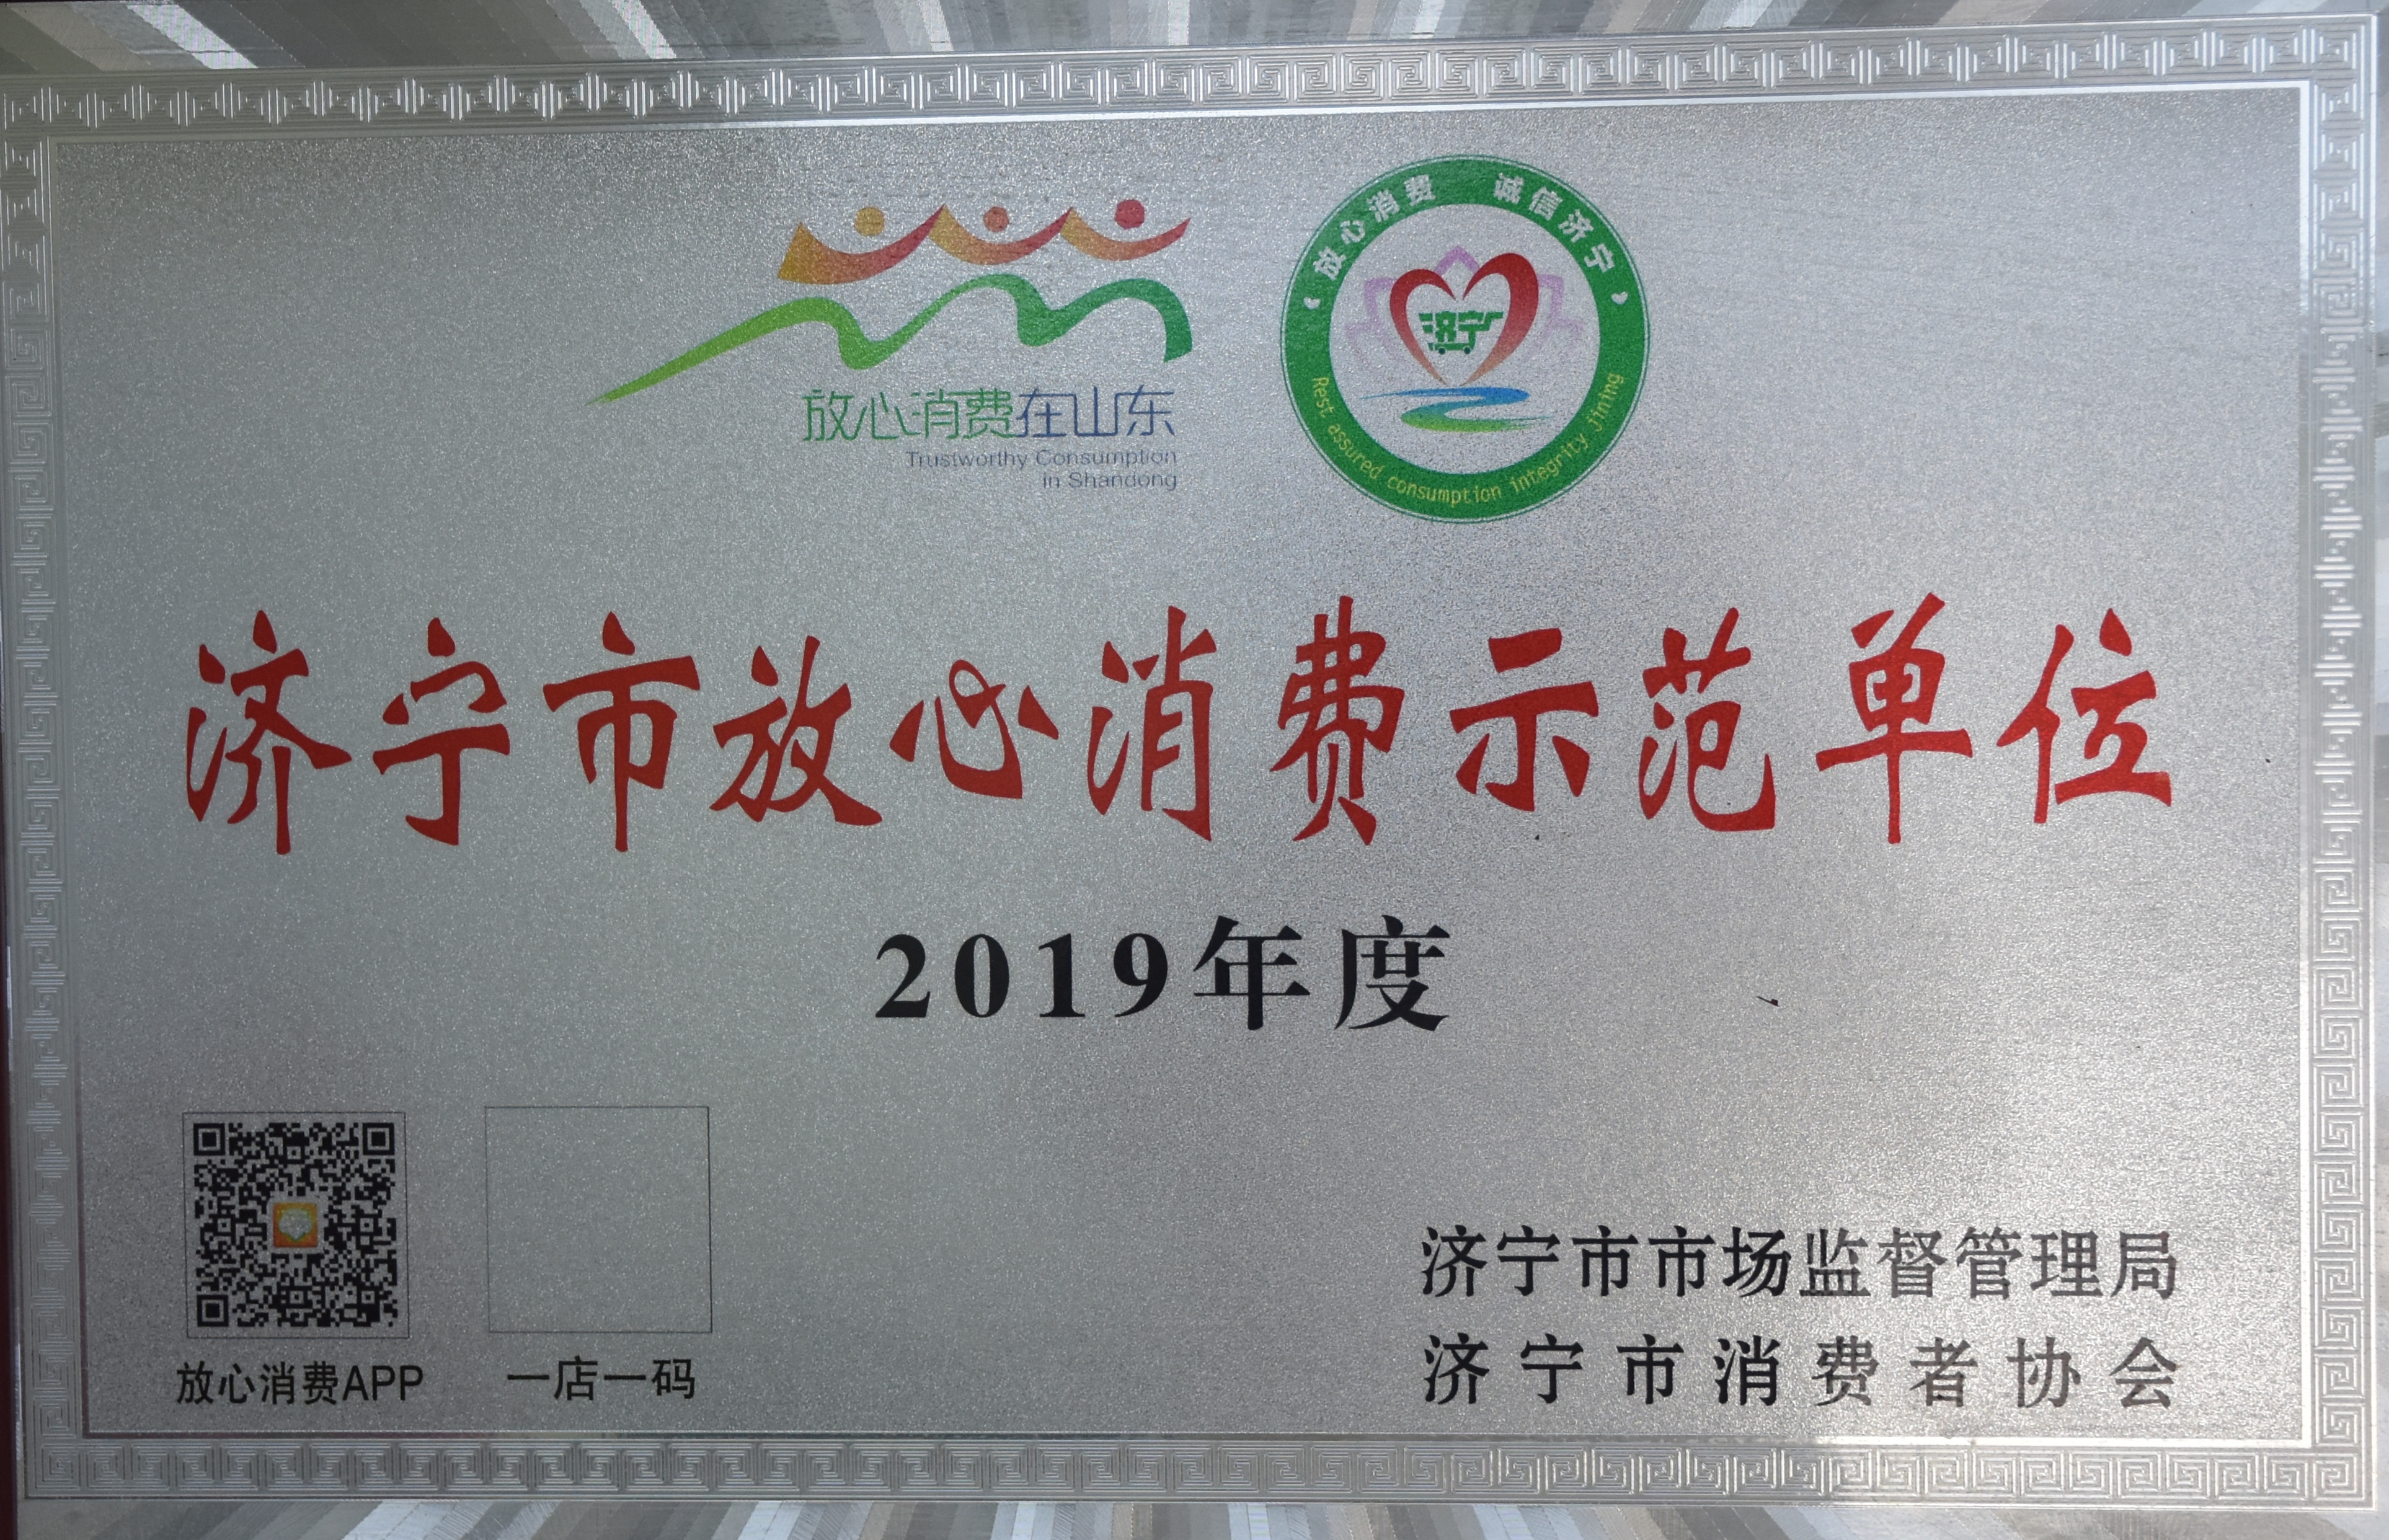 放心消费在山东
Trustworthy Consumption
in Shandong
放心消费 诚信济宁
济宁
Rest assured consumption integrity jining
济宁市放心消费示范单位
2019年度
放心消费APP
一店一码
济宁市市场监督管理局
济宁市消费者协会